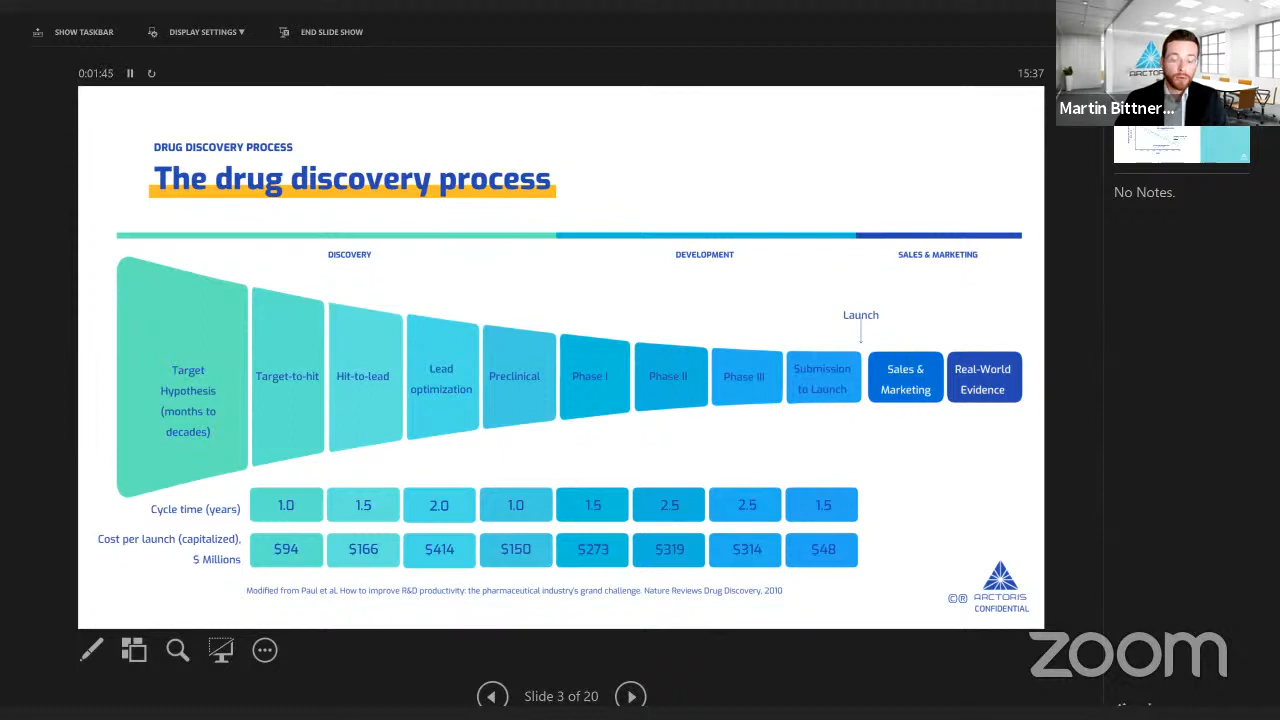 SHOW TASKBAR
DISPLAY SETTINGS ▼
END SLIDE SHOW
0:01:45
15:37
ARCTORIS
Martin Bittner...
No Notes.
DRUG DISCOVERY PROCESS
The drug discovery process
DISCOVERY
DEVELOPMENT
SALES & MARKETING
Launch
Target
Hypothesis
(months to
decades)
Target-to-hit
Hit-to-lead
Lead
optimization
Preclinical
Phase I
Phase II
Phase III
Submission
to Launch
Sales &
Marketing
Real-World
Evidence
Cycle time (years)
1.0
1.5
2.0
1.0
1.5
2.5
2.5
1.5
Cost per launch (capitalized),
$ Millions
$94
$166
$414
$150
$273
$319
$314
$48
Modified from Paul et al, How to improve R&D productivity: the pharmaceutical industry's grand challenge. Nature Reviews Drug Discovery, 2010
©® ARCTORIS
CONFIDENTIAL
zoom
Slide 3 of 20